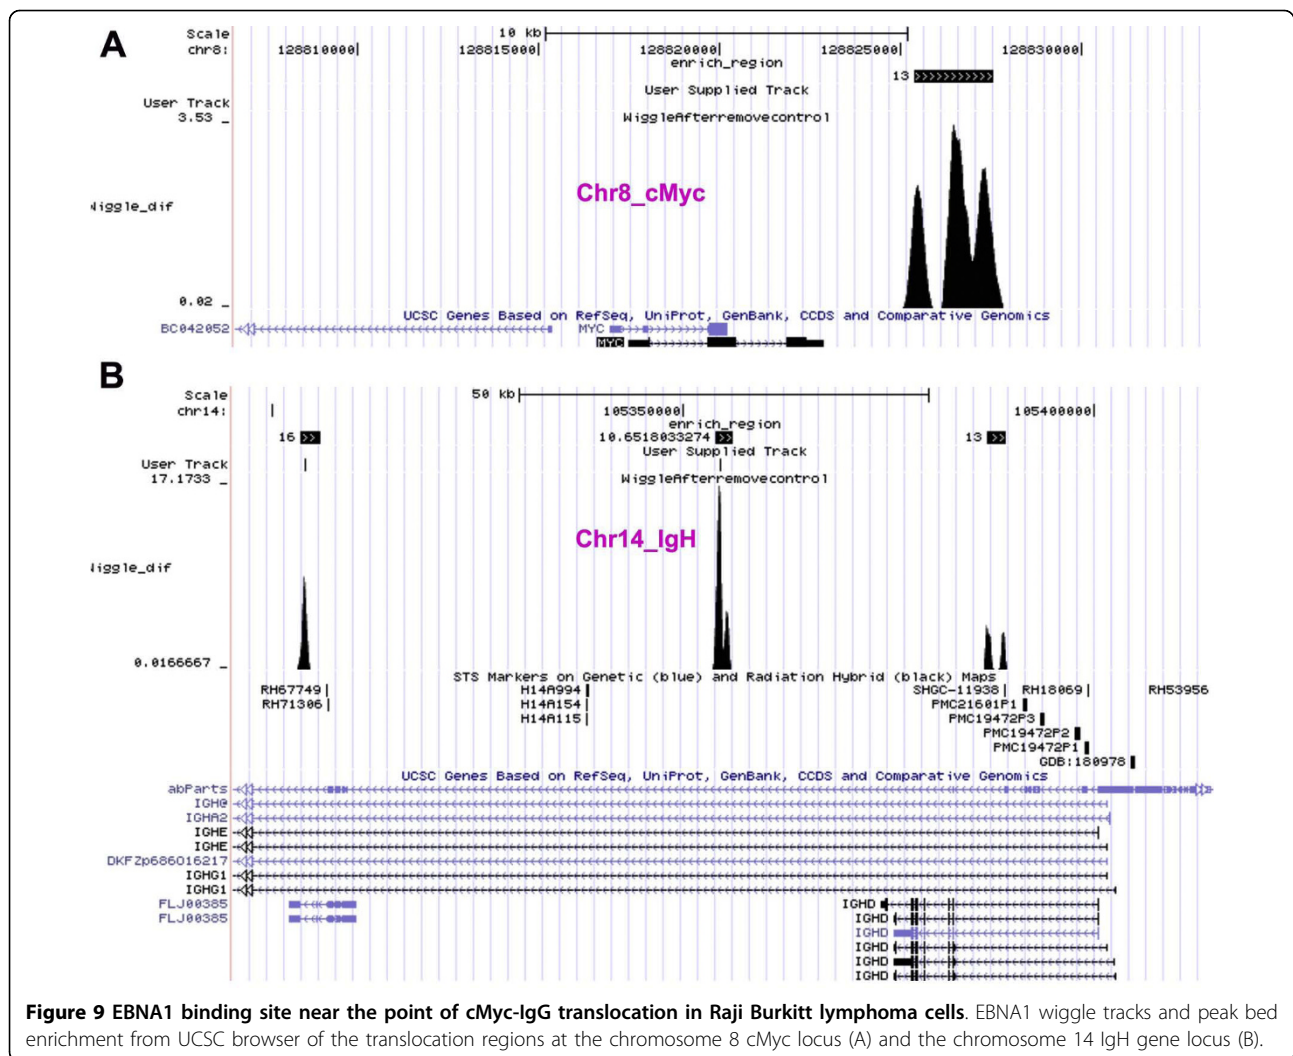 A
Scale 10 kb
chr8: 128810000 128815000 128820000 128825000 128830000
enrich_region
13
User Supplied Track
User Track
WiggleAfterremovecontrol
3.53 _
Chr8_cMyc
Wiggle_dif
0.02 _
UCSC Genes Based on RefSeq, UniProt, GenBank, CCDS and Comparative Genomics
BC042052 MYC
MYC
B
Scale 50 kb
chr14: 105350000 105400000
enrich_region
16 10.6518033274 13
User Supplied Track
User Track
WiggleAfterremovecontrol
17.1733 _
Chr14_IgH
Wiggle_dif
0.0166667 _
STS Markers on Genetic (blue) and Radiation Hybrid (black) Maps
RH67749 H14A994 SHGC-11938 RH18069 RH53956
RH71306 H14A154 PMC21601P1
H14A115 PMC19472P3
PMC19472P2
PMC19472P1
GDB:180978
UCSC Genes Based on RefSeq, UniProt, GenBank, CCDS and Comparative Genomics
abParts
IGH@
IGHA2
IGHE
IGHE
DKFZp686O16217
IGHG1
IGHG1
FLJ00385 IGHD
FLJ00385 IGHD
IGHD
IGHD
IGHD
IGHD
Figure 9 EBNA1 binding site near the point of cMyc-IgG translocation in Raji Burkitt lymphoma cells. EBNA1 wiggle tracks and peak bed
enrichment from UCSC browser of the translocation regions at the chromosome 8 cMyc locus (A) and the chromosome 14 IgH gene locus (B).